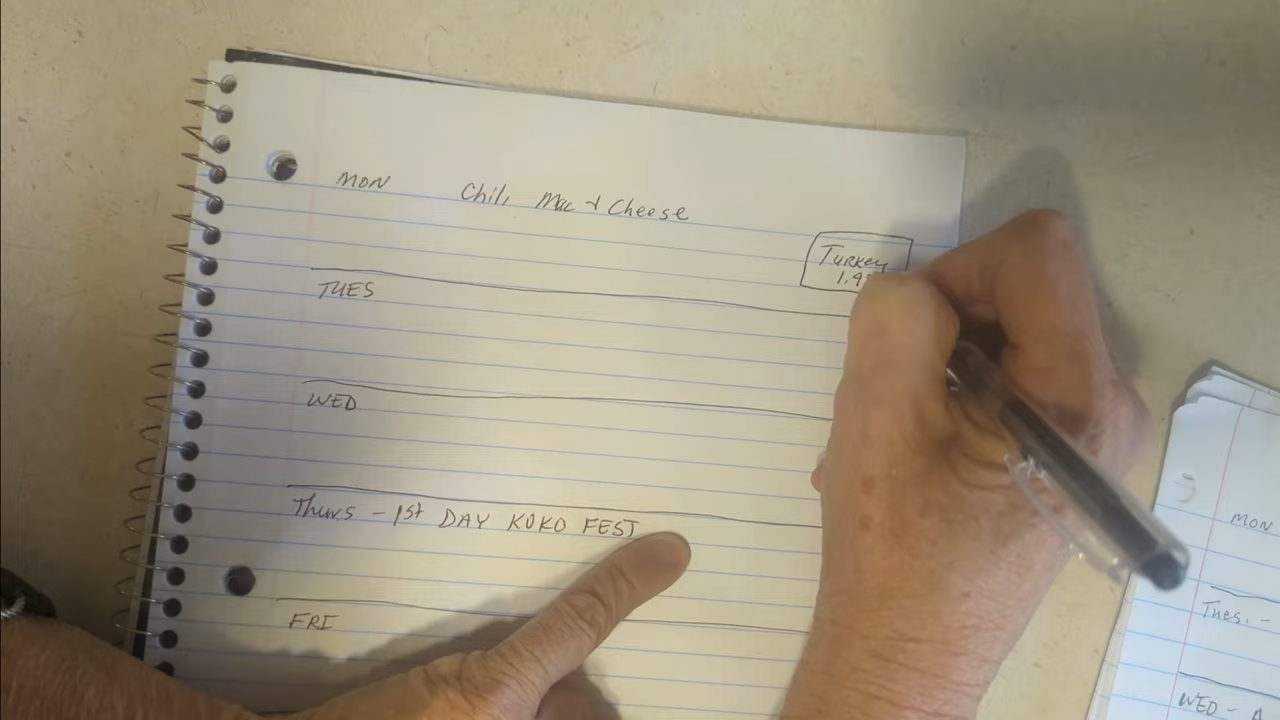 MON Chili Mac & Cheese
Turkey
TUES
WED
Thurs - 1st DAY KOKO FEST
FRI
MON
Tues. -
WED -